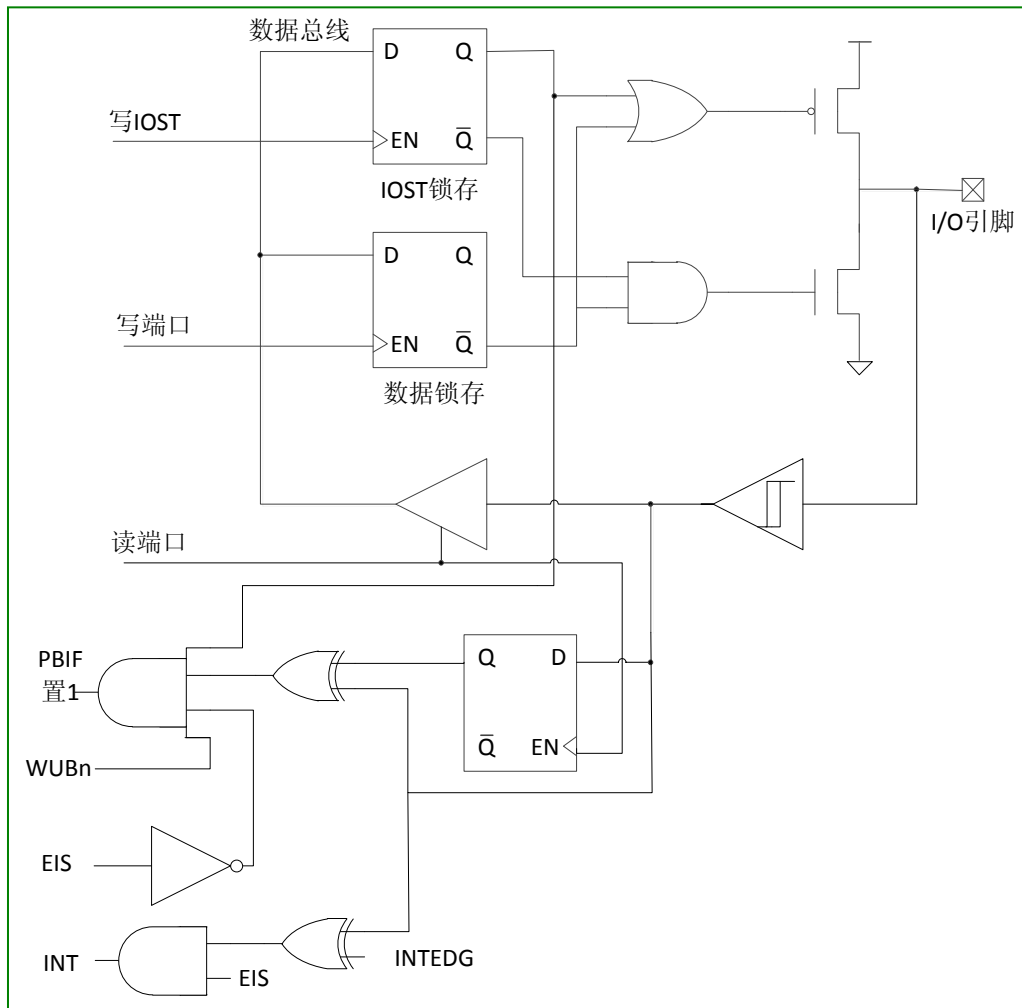 数据总线
D Q
写IOST
EN Q̅
IOST锁存
I/O引脚
D Q
写端口
EN Q̅
数据锁存
读端口
PBIF
置1
Q D
Q̅ EN
WUBn
EIS
INTEDG
INT
EIS